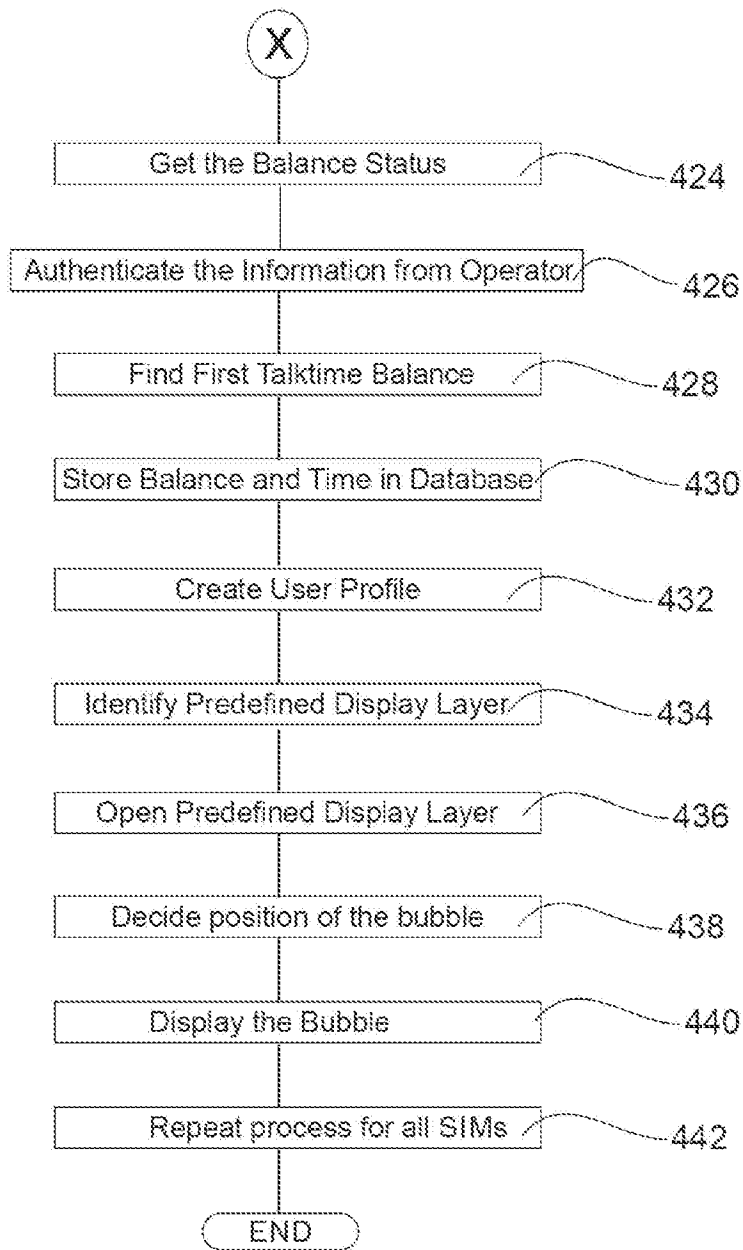 X
Get the Balance Status
424
Authenticate the Information from Operator
426
Find First Talktime Balance
428
Store Balance and Time in Database
430
Create User Profile
432
Identify Predefined Display Layer
434
Open Predefined Display Layer
436
Decide position of the bubble
438
Display the Bubble
440
Repeat process for all SIMs
442
END